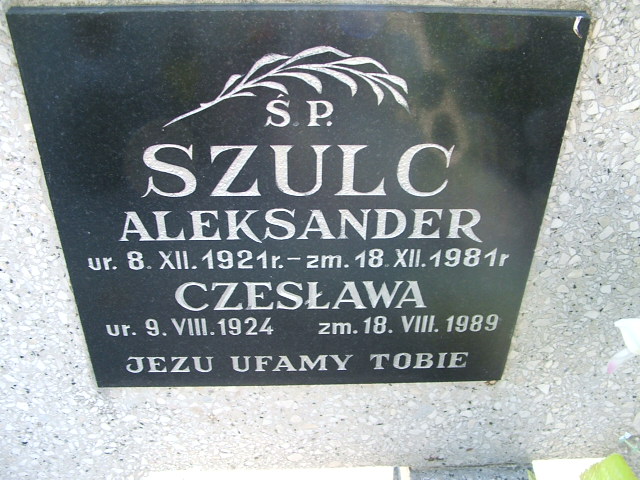 Ś.P.
SZULC
ALEKSANDER
ur. 8. XII. 1921r. - zm. 18. XII. 1981r
CZESŁAWA
ur. 9. VIII. 1924 zm. 18. VIII. 1989
JEZU UFAMY TOBIE